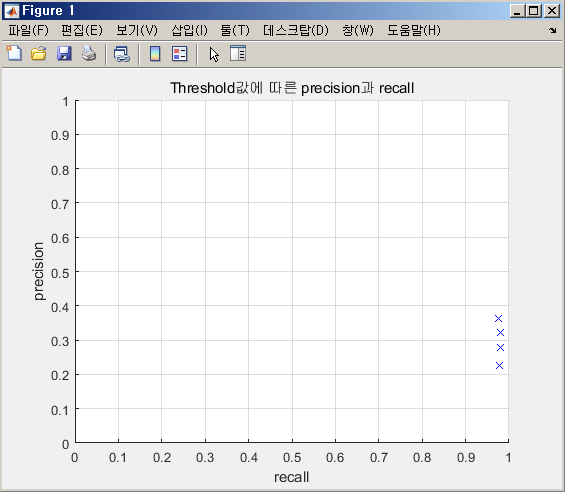 Figure 1
파일(F) 편집(E) 보기(V) 삽입(I) 툴(T) 데스크탑(D) 창(W) 도움말(H)
Threshold값에 따른 precision과 recall
1
0.9
0.8
0.7
0.6
0.5
0.4
0.3
0.2
0.1
0
precision
0 0.1 0.2 0.3 0.4 0.5 0.6 0.7 0.8 0.9 1
recall